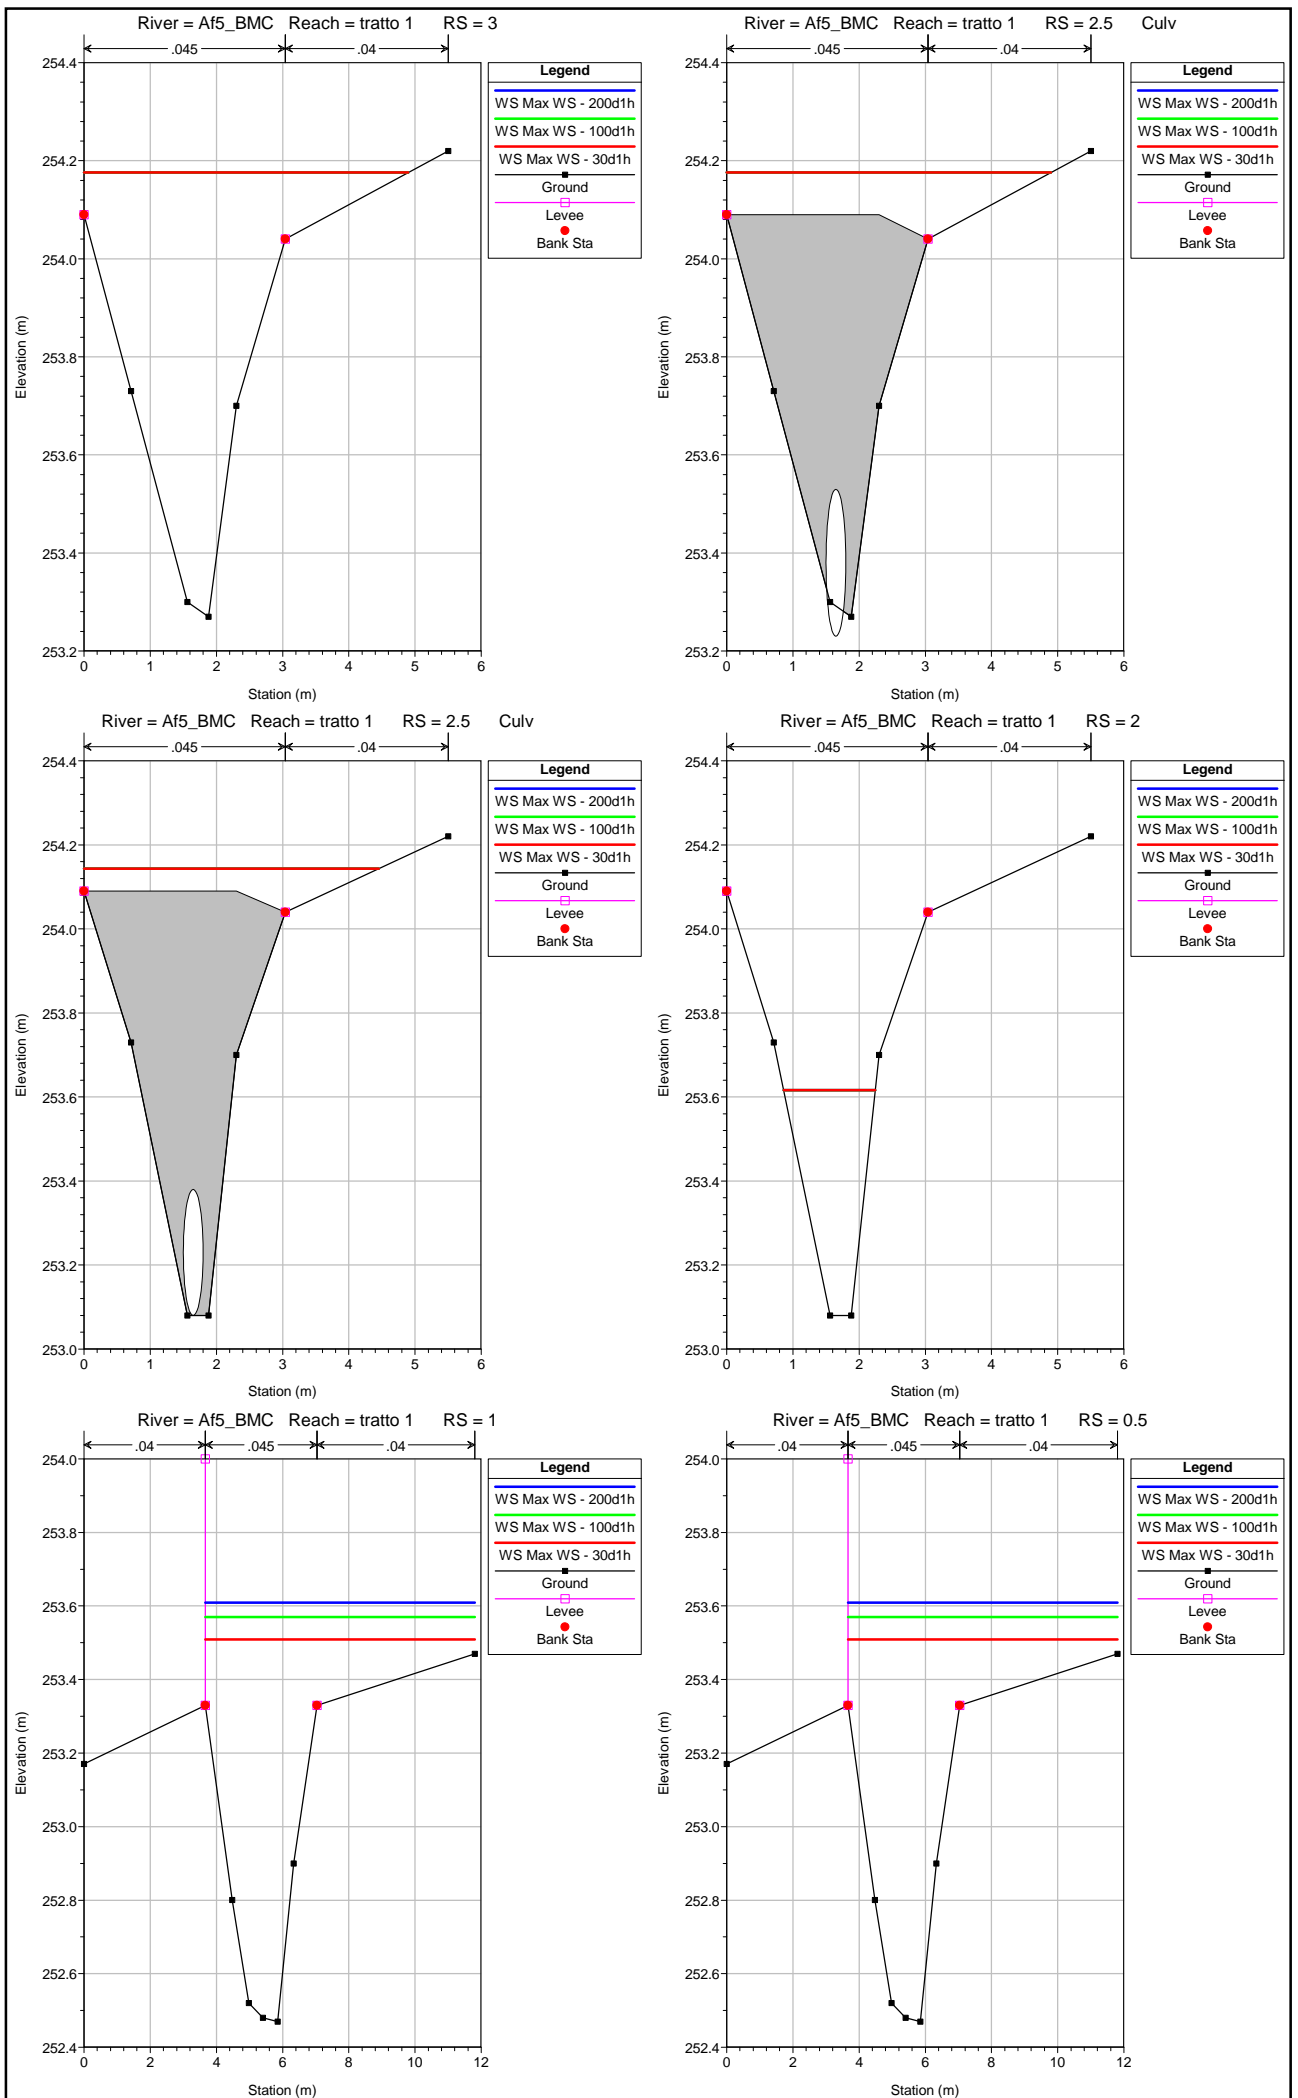 River = Af5_BMC Reach = tratto 1 RS = 3
.045 .04
Legend
WS Max WS - 200d1h
WS Max WS - 100d1h
WS Max WS - 30d1h
Ground
Levee
Bank Sta
254.4
254.2
254.0
253.8
253.6
253.4
253.2
Elevation (m)
0 1 2 3 4 5 6
Station (m)
River = Af5_BMC Reach = tratto 1 RS = 2.5 Culv
.045 .04
Legend
WS Max WS - 200d1h
WS Max WS - 100d1h
WS Max WS - 30d1h
Ground
Levee
Bank Sta
254.4
254.2
254.0
253.8
253.6
253.4
253.2
Elevation (m)
0 1 2 3 4 5 6
Station (m)
River = Af5_BMC Reach = tratto 1 RS = 2.5 Culv
.045 .04
Legend
WS Max WS - 200d1h
WS Max WS - 100d1h
WS Max WS - 30d1h
Ground
Levee
Bank Sta
254.4
254.2
254.0
253.8
253.6
253.4
253.2
253.0
Elevation (m)
0 1 2 3 4 5 6
Station (m)
River = Af5_BMC Reach = tratto 1 RS = 2
.045 .04
Legend
WS Max WS - 200d1h
WS Max WS - 100d1h
WS Max WS - 30d1h
Ground
Levee
Bank Sta
254.4
254.2
254.0
253.8
253.6
253.4
253.2
253.0
Elevation (m)
0 1 2 3 4 5 6
Station (m)
River = Af5_BMC Reach = tratto 1 RS = 1
.04 .045 .04
Legend
WS Max WS - 200d1h
WS Max WS - 100d1h
WS Max WS - 30d1h
Ground
Levee
Bank Sta
254.0
253.8
253.6
253.4
253.2
253.0
252.8
252.6
252.4
Elevation (m)
0 2 4 6 8 10 12
Station (m)
River = Af5_BMC Reach = tratto 1 RS = 0.5
.04 .045 .04
Legend
WS Max WS - 200d1h
WS Max WS - 100d1h
WS Max WS - 30d1h
Ground
Levee
Bank Sta
254.0
253.8
253.6
253.4
253.2
253.0
252.8
252.6
252.4
Elevation (m)
0 2 4 6 8 10 12
Station (m)